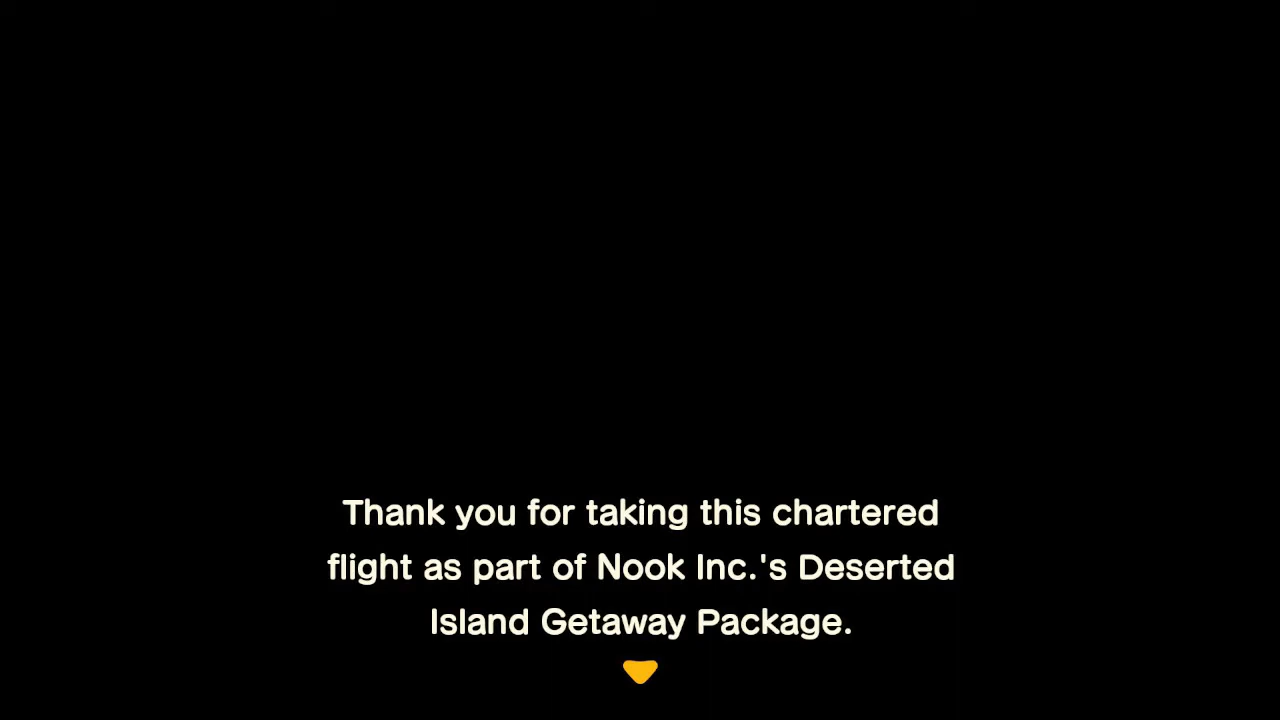 Thank you for taking this chartered
flight as part of Nook Inc.'s Deserted
Island Getaway Package.